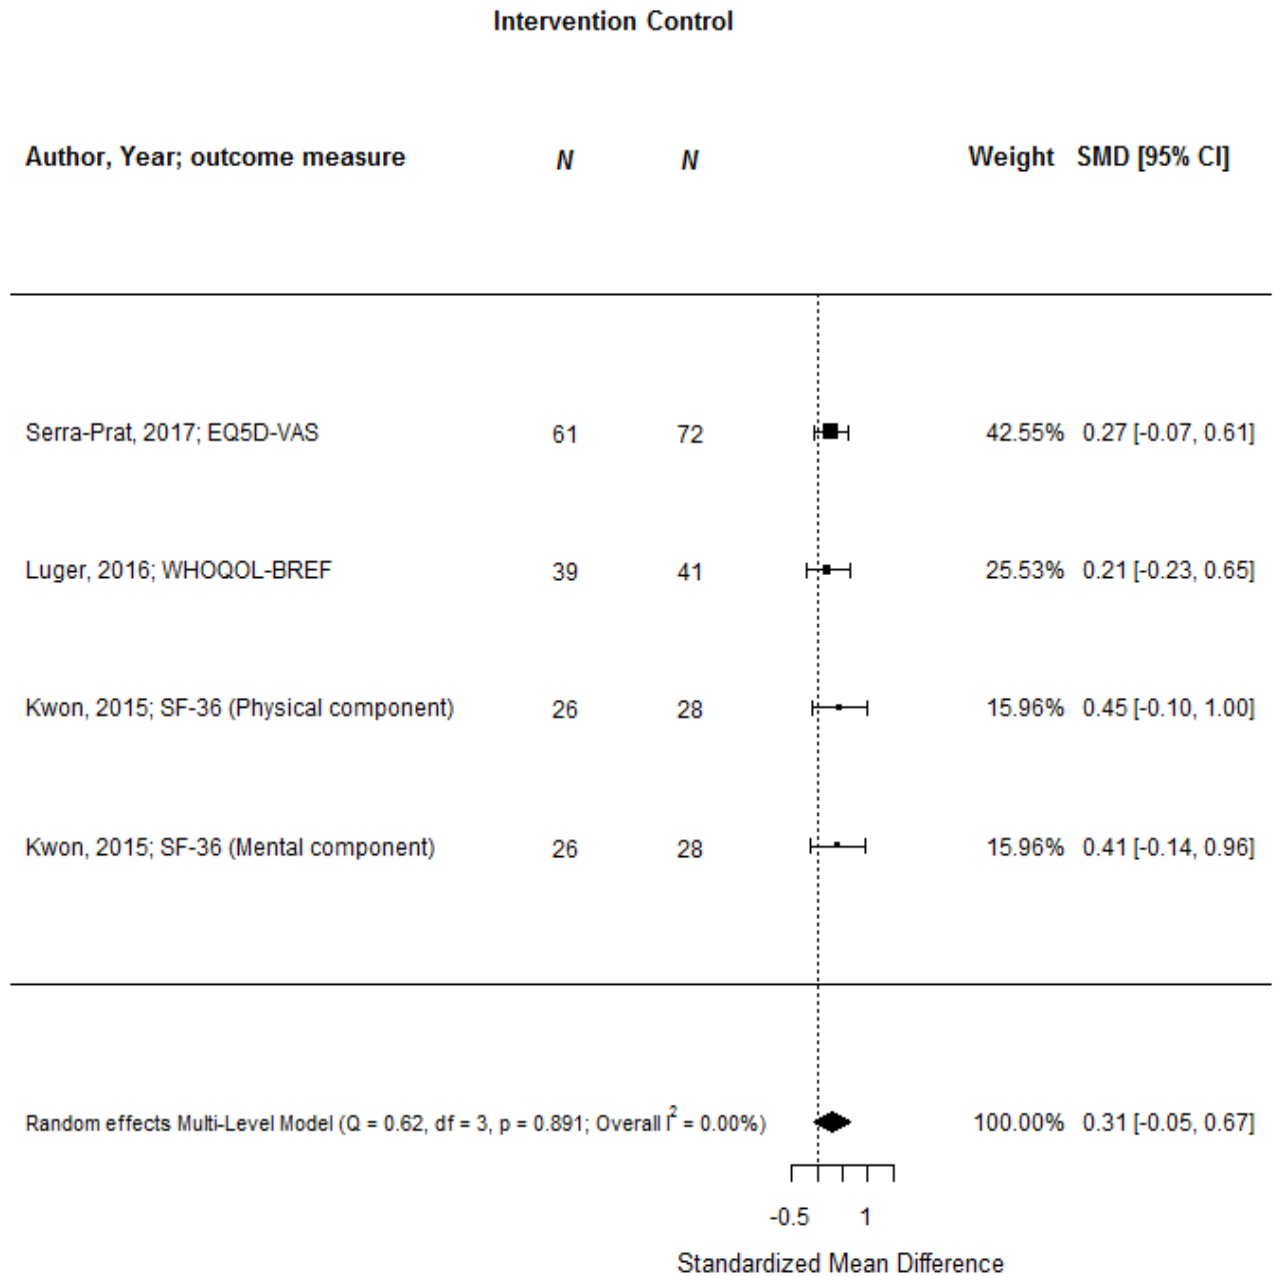 Intervention Control
Author, Year; outcome measure N N Weight SMD [95% CI]
Serra-Prat, 2017; EQ5D-VAS 61 72 42.55% 0.27 [-0.07, 0.61]
Luger, 2016; WHOQOL-BREF 39 41 25.53% 0.21 [-0.23, 0.65]
Kwon, 2015; SF-36 (Physical component) 26 28 15.96% 0.45 [-0.10, 1.00]
Kwon, 2015; SF-36 (Mental component) 26 28 15.96% 0.41 [-0.14, 0.96]
Random effects Multi-Level Model (Q = 0.62, df = 3, p = 0.891; Overall I² = 0.00%) 100.00% 0.31 [-0.05, 0.67]
-0.5 1
Standardized Mean Difference